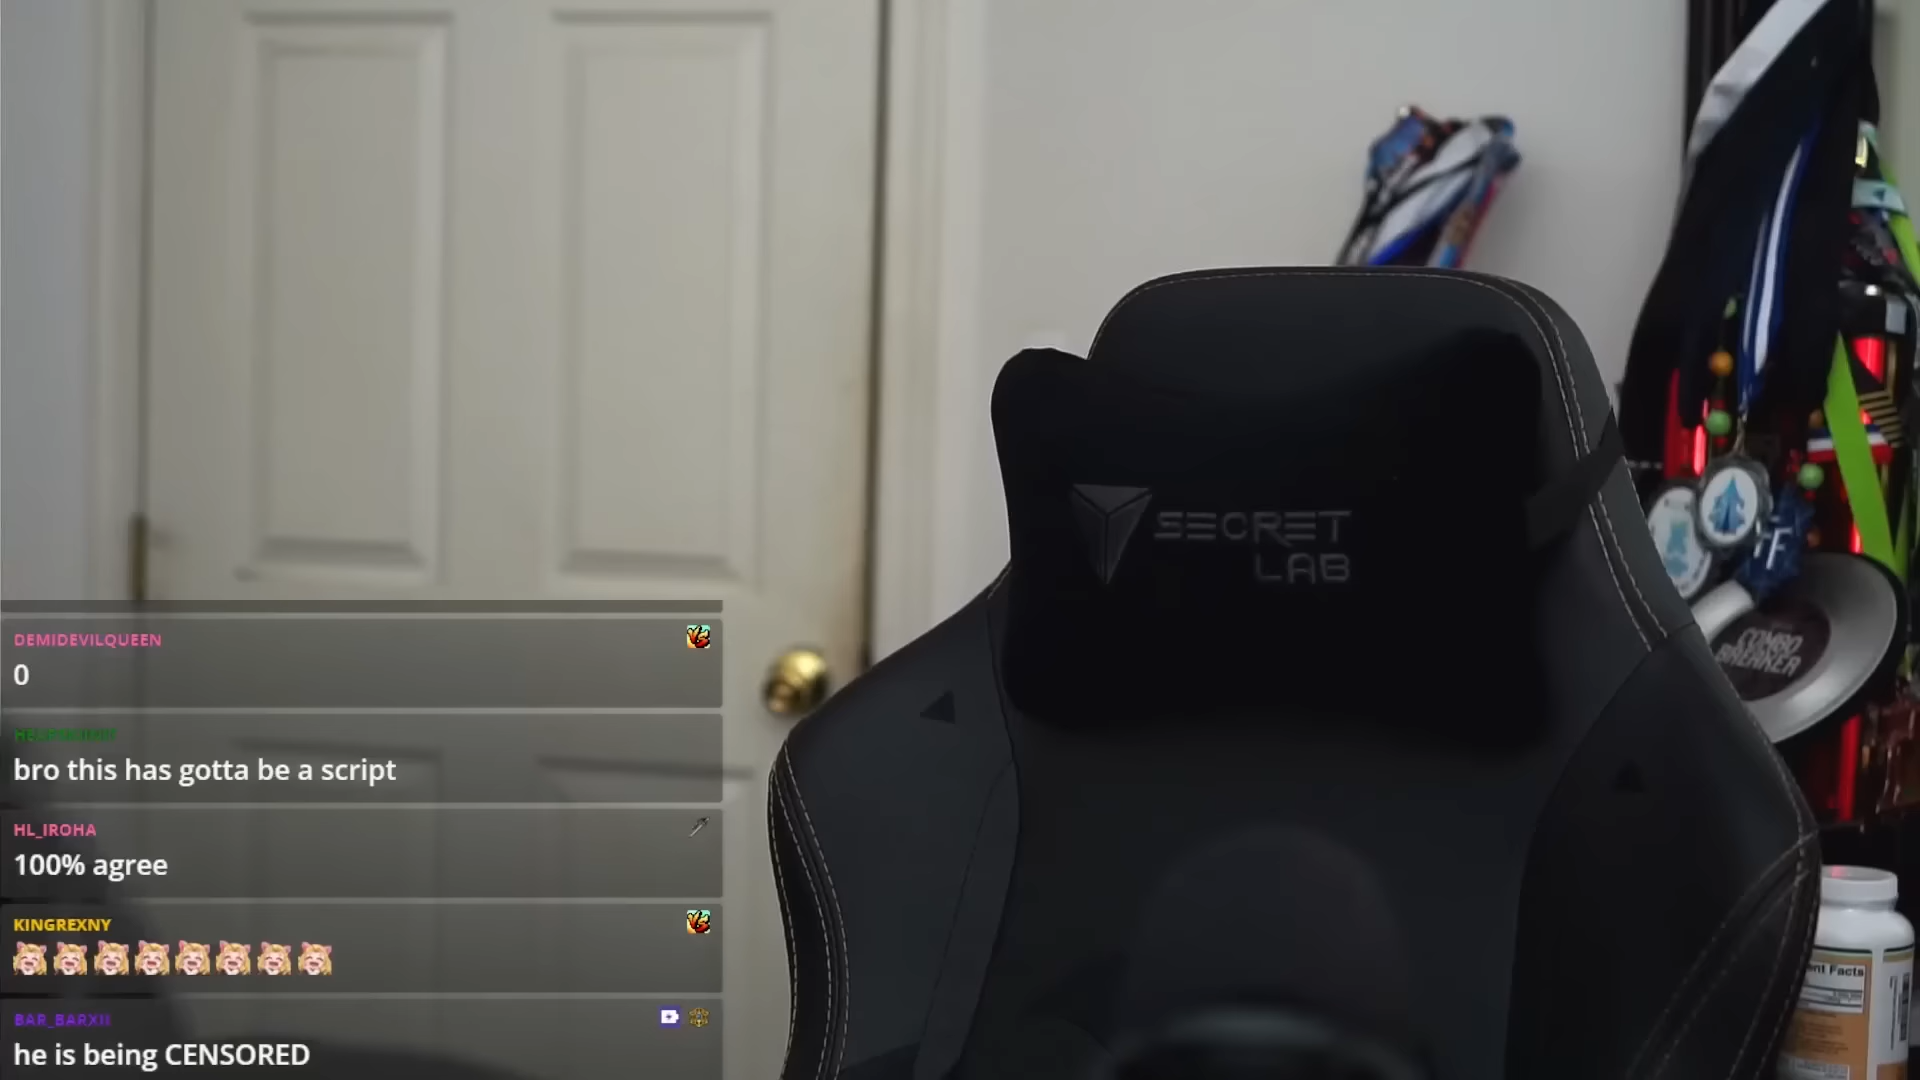 DEMIDEVILQUEEN
0
bro this has gotta be a script
HL_IROHA
100% agree
KINGREXNY
BAR_BARXII
he is being CENSORED
SECRET
LAB
COMBO
BREAKER
Facts